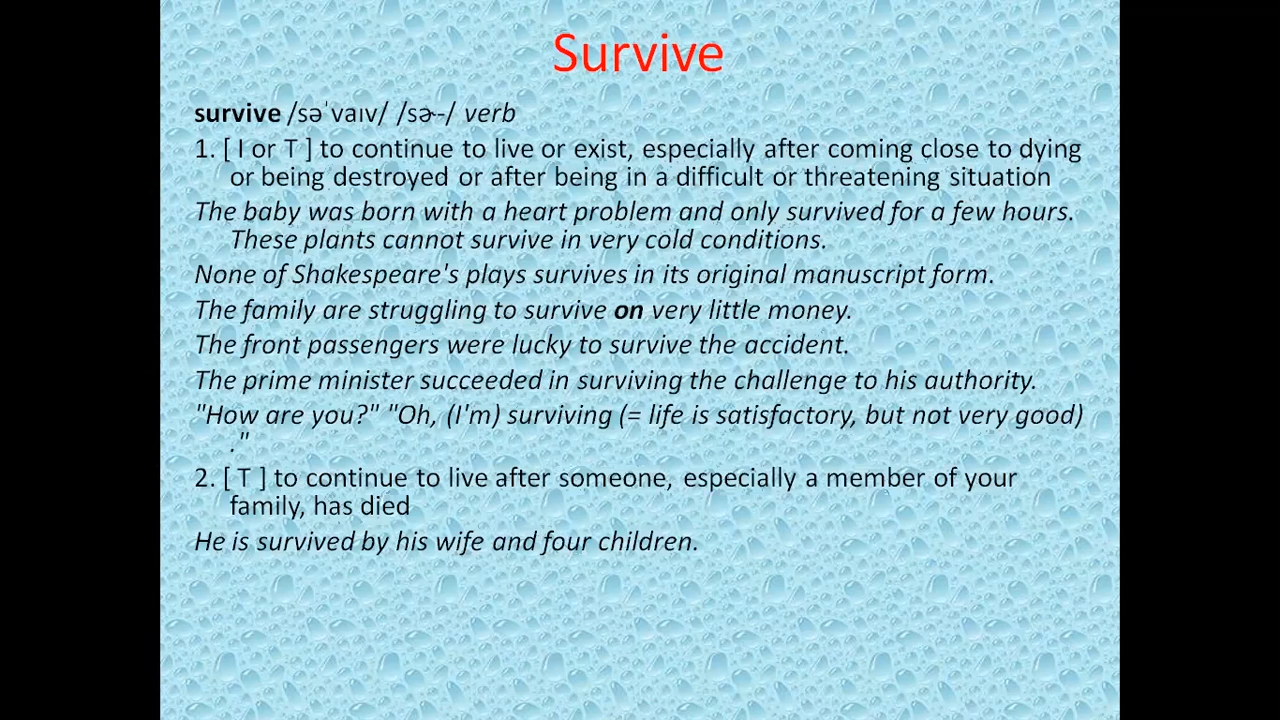 Survive
survive /səˈvaɪv/ /sɚ-/ verb
1. [ I or T ] to continue to live or exist, especially after coming close to dying
or being destroyed or after being in a difficult or threatening situation
The baby was born with a heart problem and only survived for a few hours.
These plants cannot survive in very cold conditions.
None of Shakespeare's plays survives in its original manuscript form.
The family are struggling to survive on very little money.
The front passengers were lucky to survive the accident.
The prime minister succeeded in surviving the challenge to his authority.
"How are you?" "Oh, (I'm) surviving (= life is satisfactory, but not very good)
."
2. [ T ] to continue to live after someone, especially a member of your
family, has died
He is survived by his wife and four children.